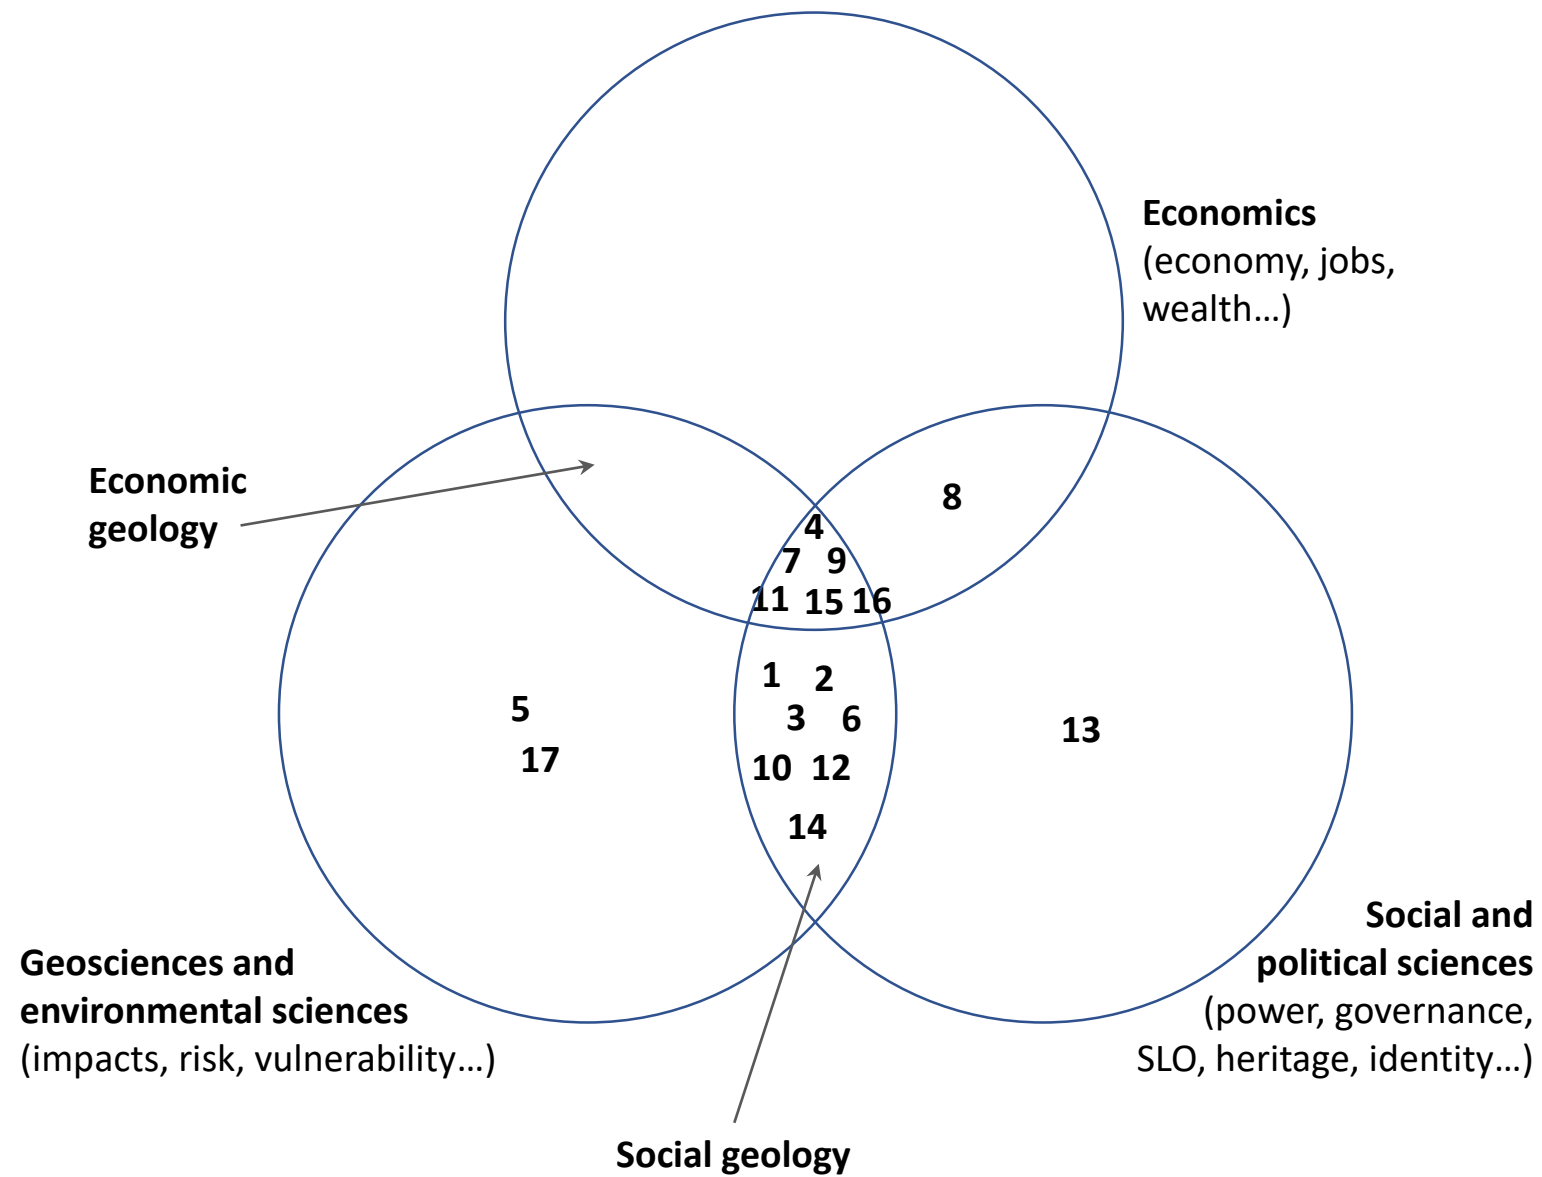 Economics
(economy, jobs,
wealth…)
Economic
geology
8
4
7 9
11 15 16
1 2
3 6
10 12
14
5
17
13
Geosciences and
environmental sciences
(impacts, risk, vulnerability…)
Social and
political sciences
(power, governance,
SLO, heritage, identity…)
Social geology